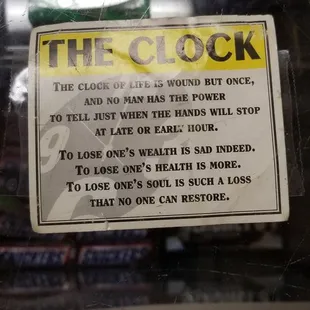 THE CLOCK
THE CLOCK OF LIFE IS WOUND BUT ONCE,
AND NO MAN HAS THE POWER
TO TELL JUST WHEN THE HANDS WILL STOP
AT LATE OR EARLY HOUR.
TO LOSE ONE'S WEALTH IS SAD INDEED.
TO LOSE ONE'S HEALTH IS MORE.
TO LOSE ONE'S SOUL IS SUCH A LOSS
THAT NO ONE CAN RESTORE.